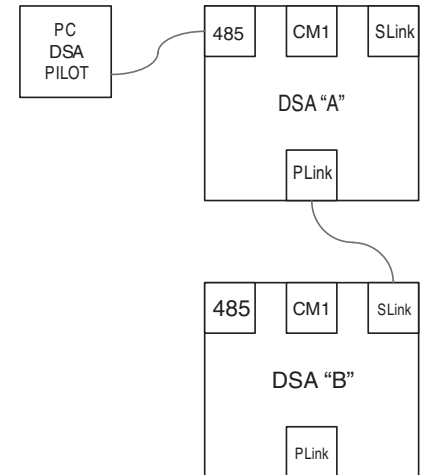 PC
DSA
PILOT
485
CM1
SLink
DSA “A”
PLink
485
CM1
SLink
DSA “B”
PLink